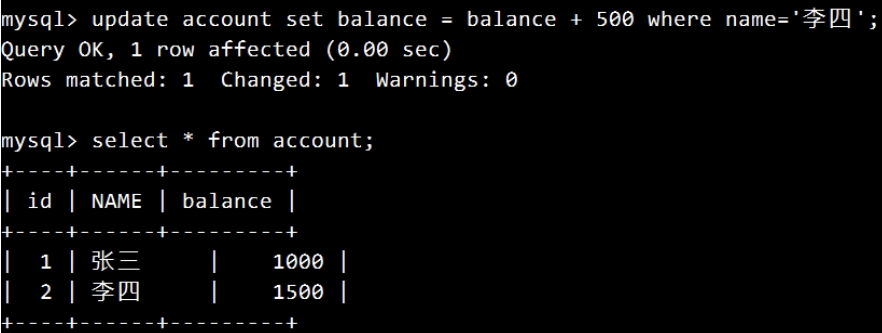 mysql> update account set balance = balance + 500 where name='李四';
Query OK, 1 row affected (0.00 sec)
Rows matched: 1  Changed: 1  Warnings: 0

mysql> select * from account;
+----+------+---------+
| id | NAME | balance |
+----+------+---------+
|  1 | 张三     |    1000 |
|  2 | 李四     |    1500 |
+----+------+---------+